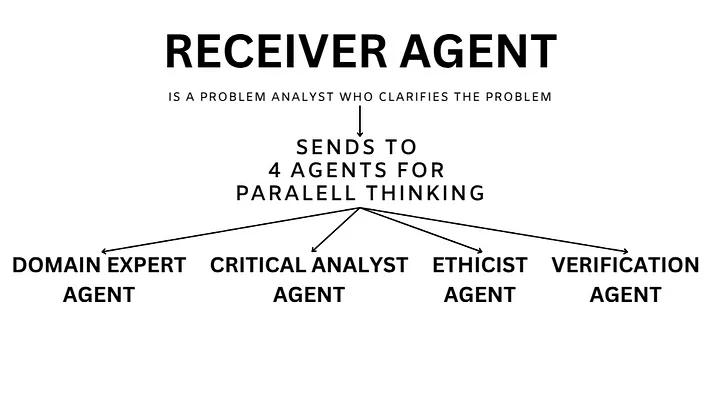 RECEIVER AGENT
IS A PROBLEM ANALYST WHO CLARIFIES THE PROBLEM
SENDS TO
4 AGENTS FOR
PARALELL THINKING
DOMAIN EXPERT
AGENT
CRITICAL ANALYST
AGENT
ETHICIST
AGENT
VERIFICATION
AGENT